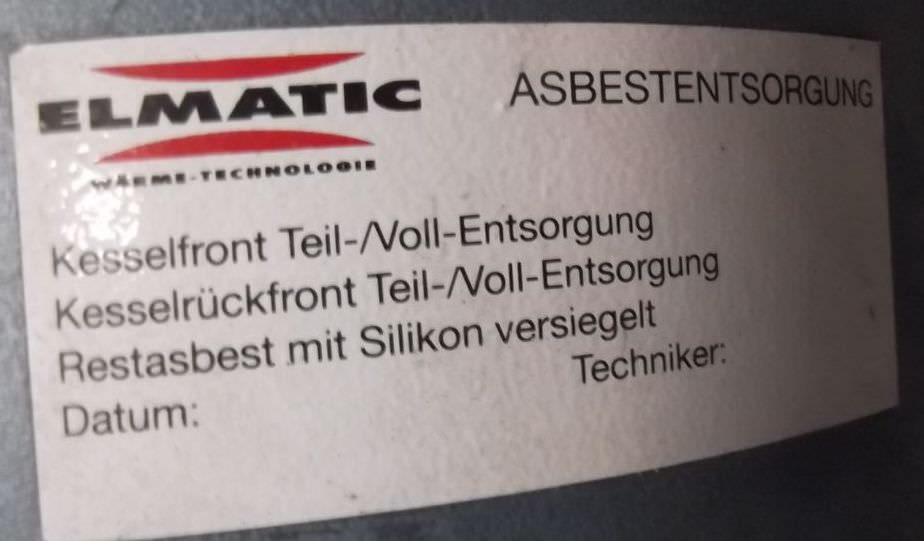 ELMATIC
WÄRME-TECHNOLOGIE
ASBESTENTSORGUNG
Kesselfront Teil-/Voll-Entsorgung
Kesselrückfront Teil-/Voll-Entsorgung
Restasbest mit Silikon versiegelt
Datum: Techniker: